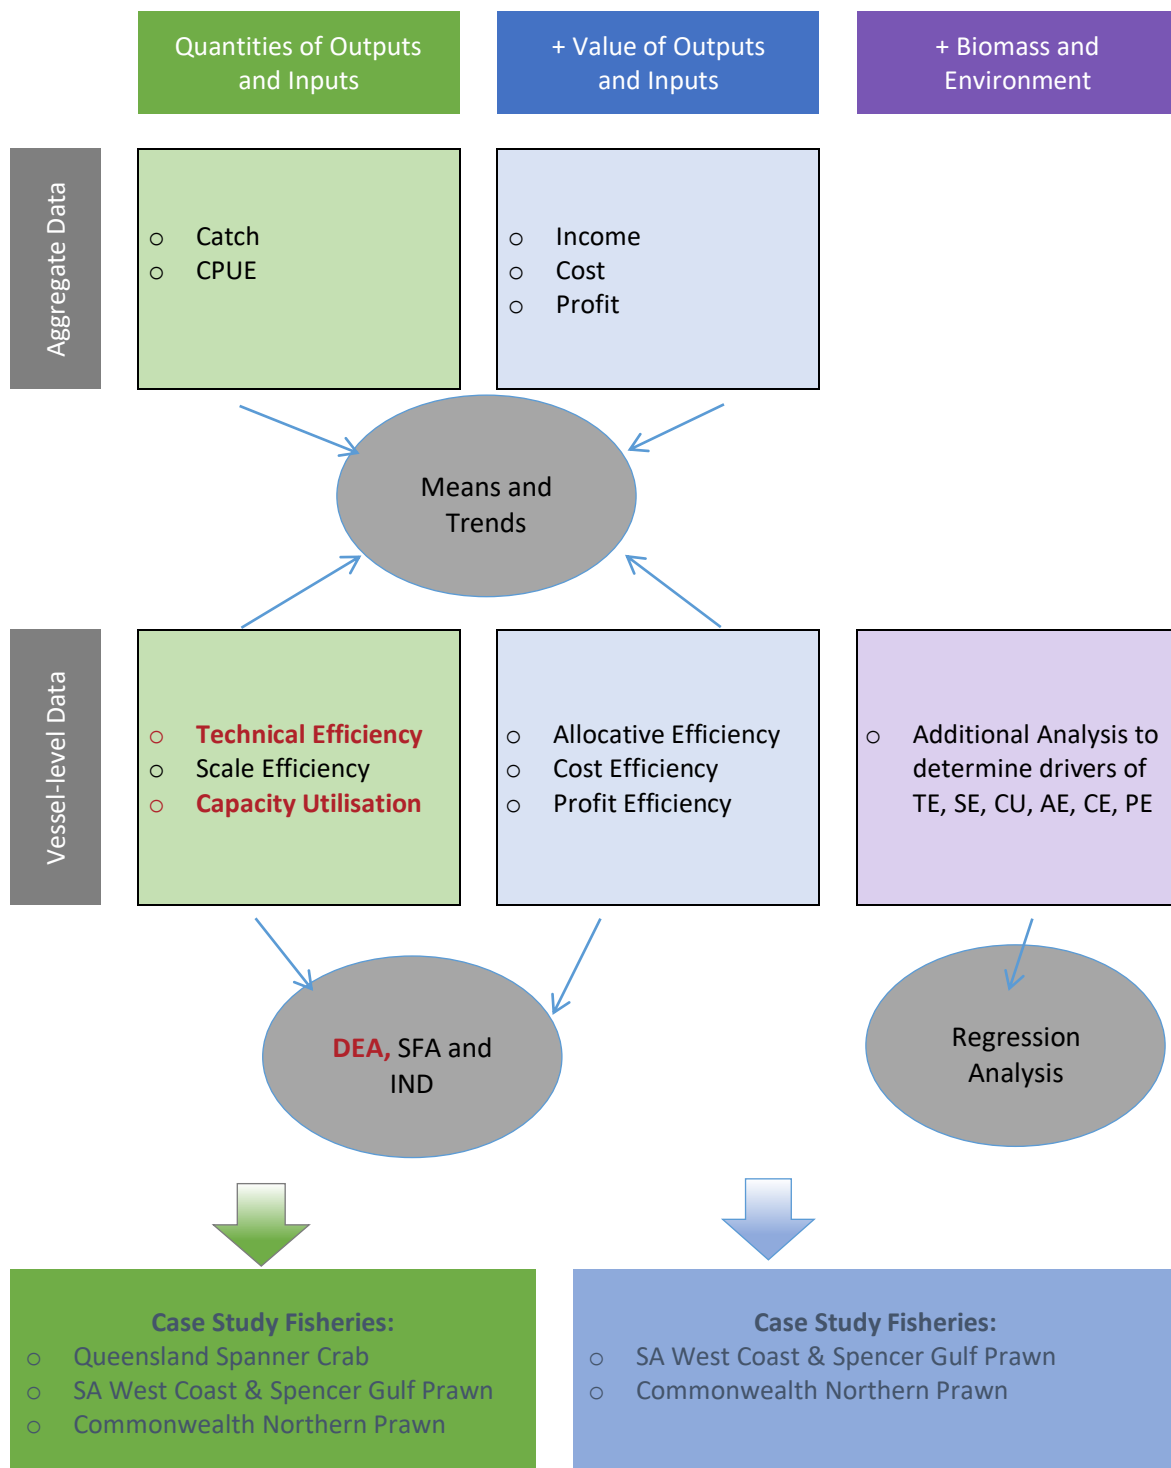 Quantities of Outputs
and Inputs
+ Value of Outputs
and Inputs
+ Biomass and
Environment
Aggregate Data
o Catch
o CPUE
o Income
o Cost
o Profit
Means and
Trends
Vessel-level Data
o Technical Efficiency
o Scale Efficiency
o Capacity Utilisation
o Allocative Efficiency
o Cost Efficiency
o Profit Efficiency
o Additional Analysis to
determine drivers of
TE, SE, CU, AE, CE, PE
DEA, SFA and
IND
Regression
Analysis
Case Study Fisheries:
o Queensland Spanner Crab
o SA West Coast & Spencer Gulf Prawn
o Commonwealth Northern Prawn
Case Study Fisheries:
o SA West Coast & Spencer Gulf Prawn
o Commonwealth Northern Prawn